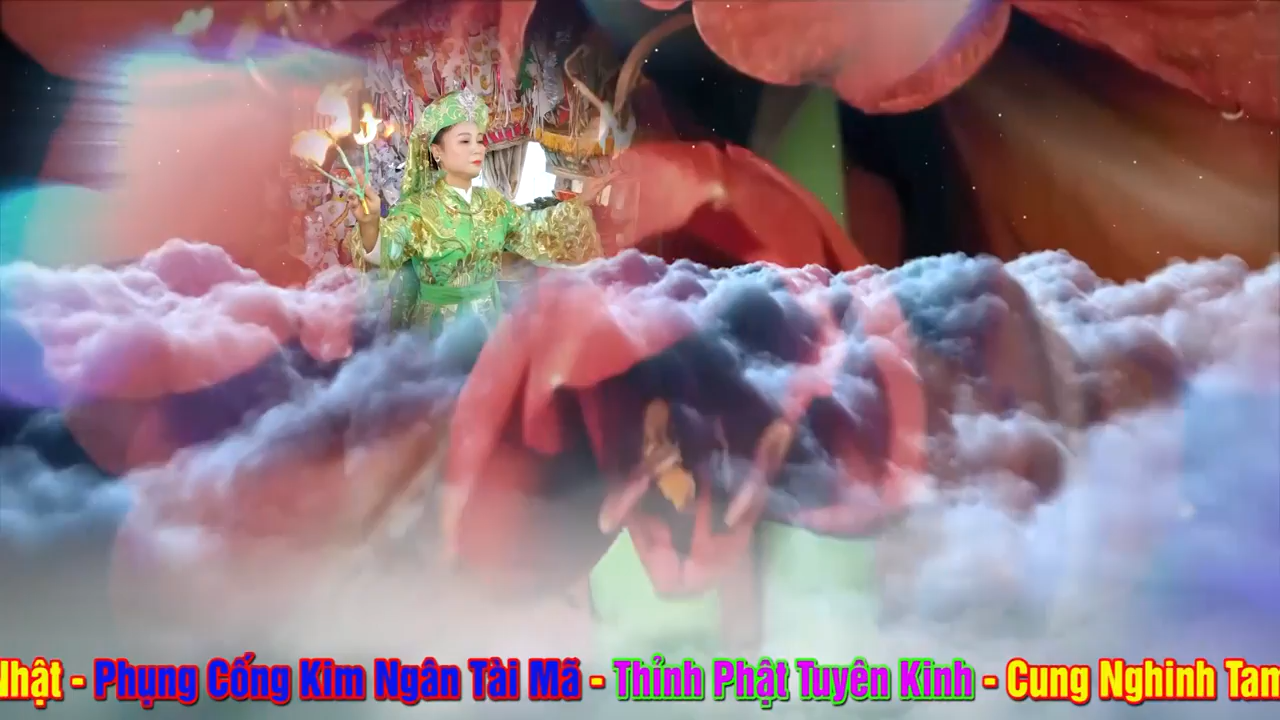 Nhật - Phụng Cống Kim Ngân Tài Mã - Thỉnh Phật Tuyên Kinh - Cung Nghinh Tam